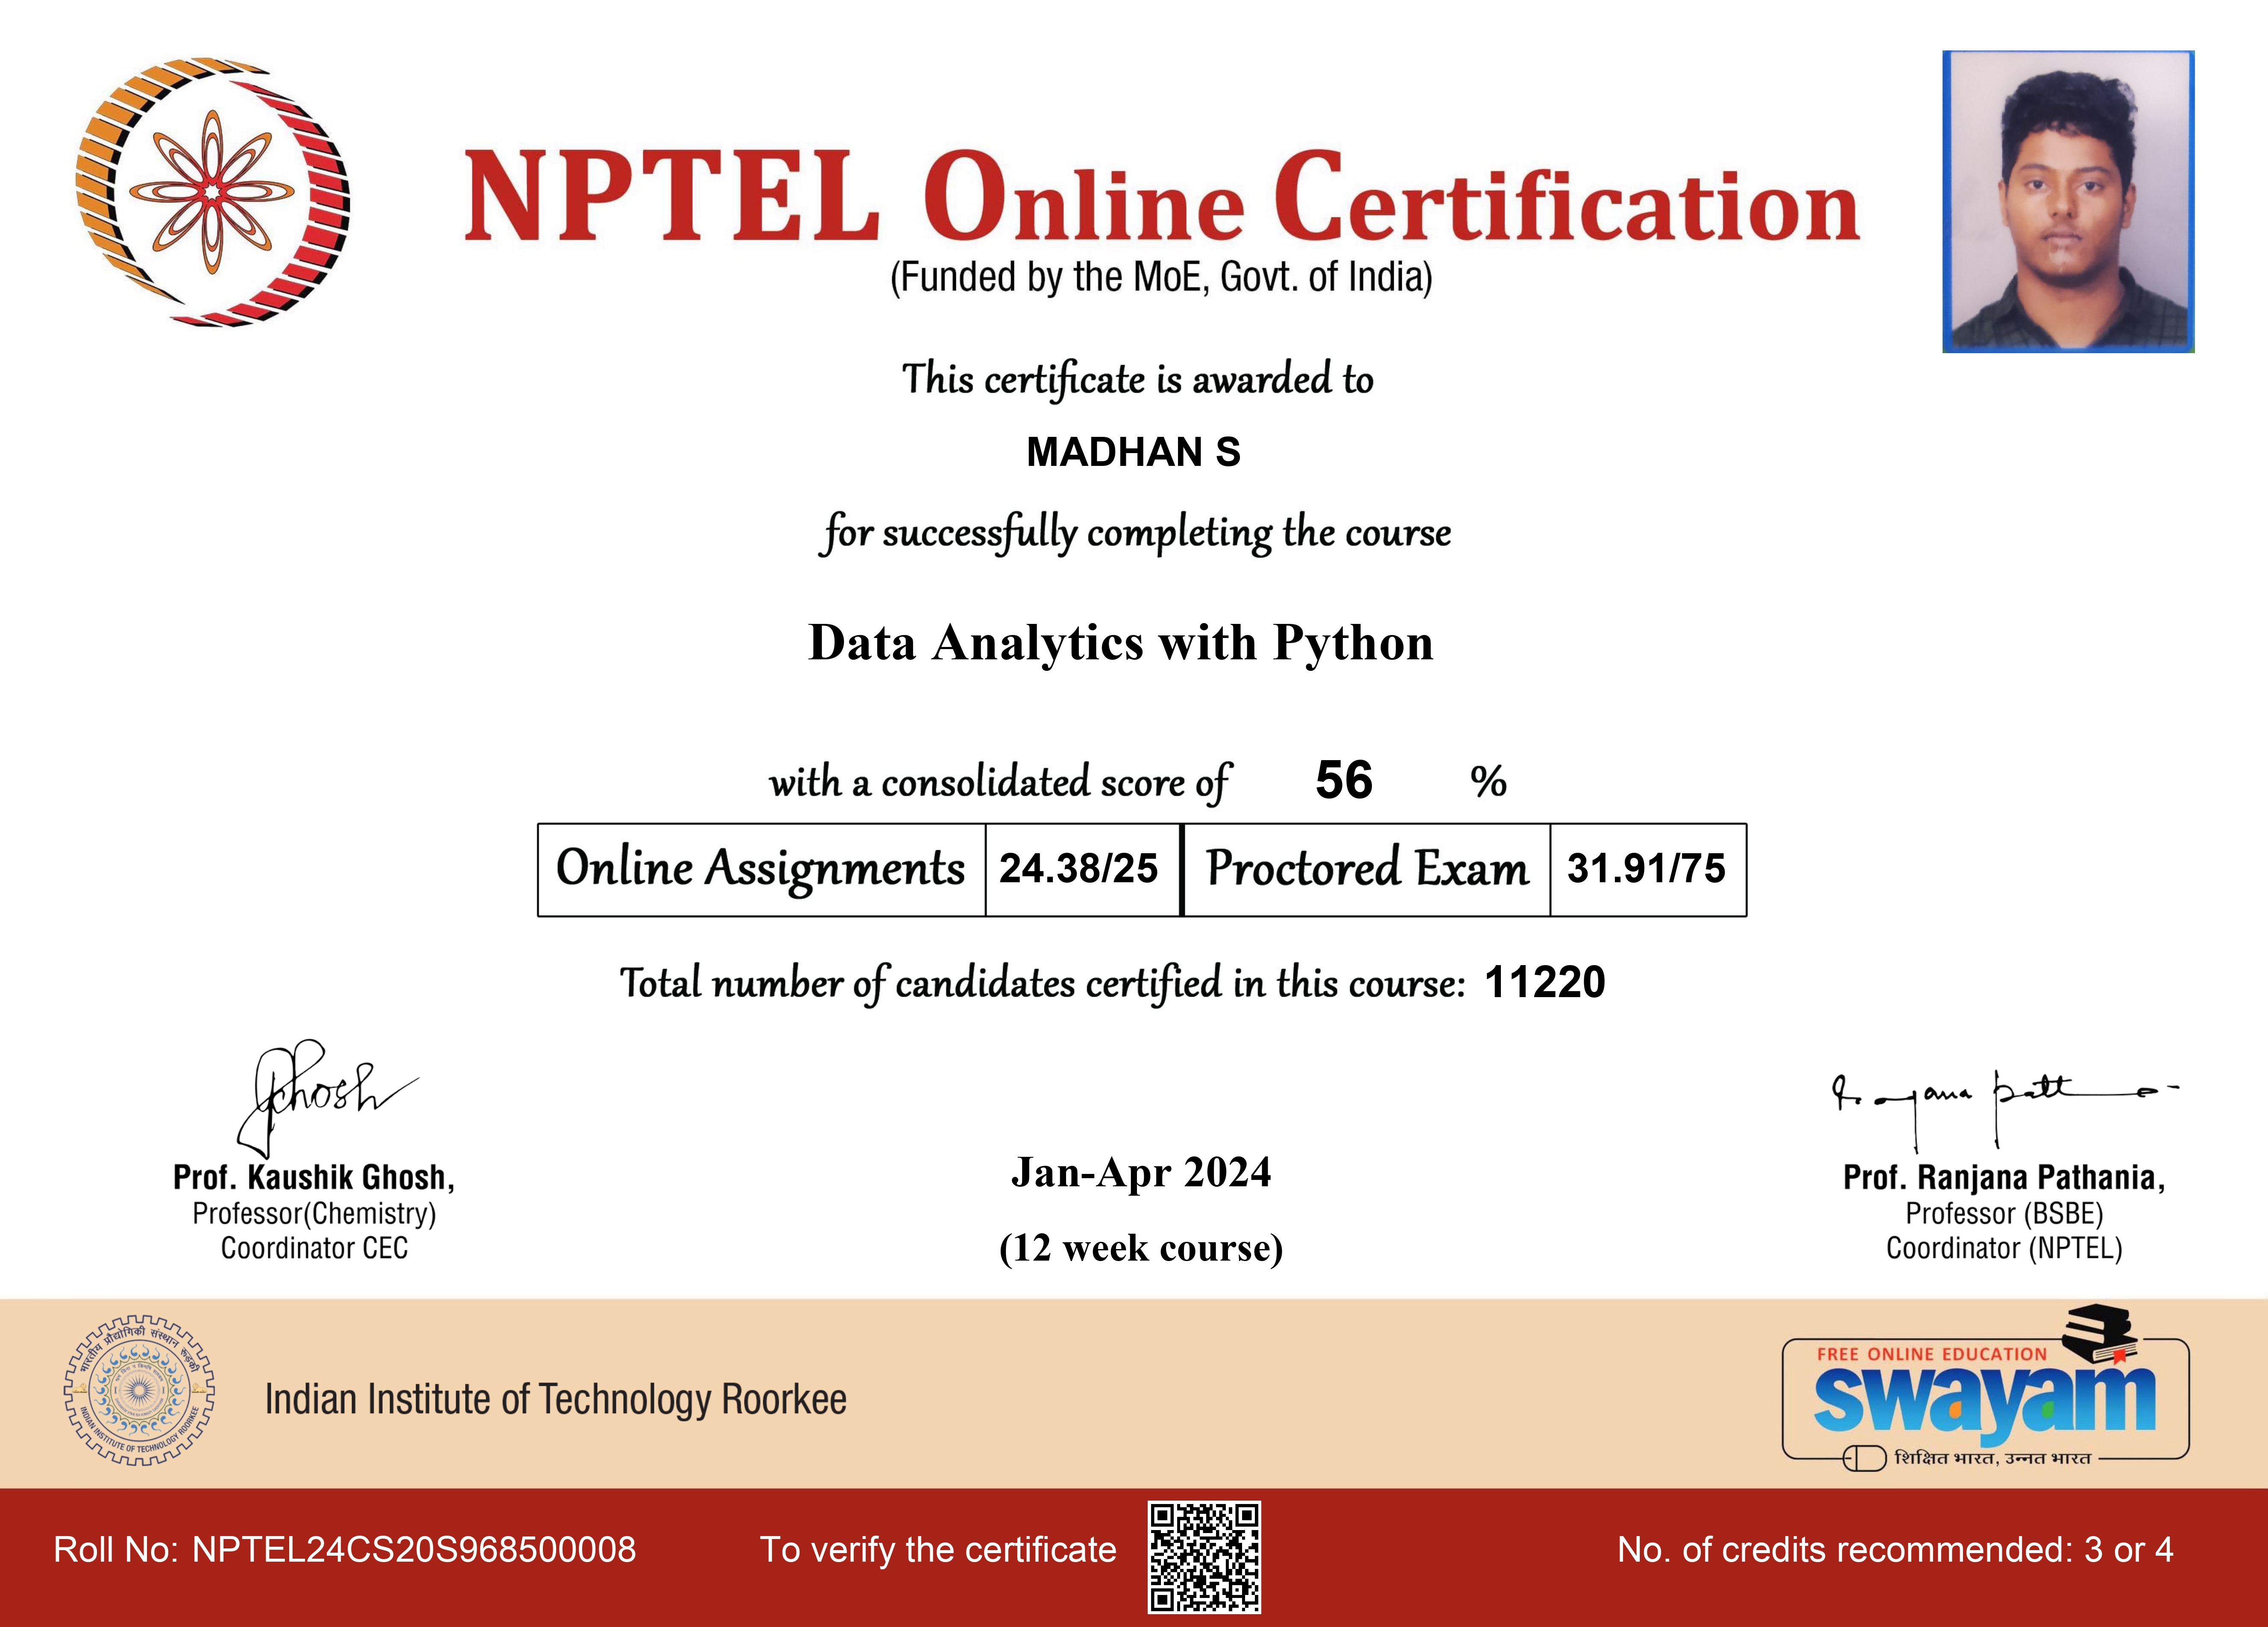 NPTEL Online Certification
(Funded by the MoE, Govt. of India)
This certificate is awarded to
MADHAN S
for successfully completing the course
Data Analytics with Python
with a consolidated score of 56 %
Online Assignments 24.38/25 Proctored Exam 31.91/75
Total number of candidates certified in this course: 11220
Prof. Kaushik Ghosh,
Professor(Chemistry)
Coordinator CEC
Jan-Apr 2024
(12 week course)
Prof. Ranjana Pathania,
Professor (BSBE)
Coordinator (NPTEL)
भारतीय प्रौद्योगिकी संस्थान रूड़की
INDIAN INSTITUTE OF TECHNOLOGY ROORKEE
Indian Institute of Technology Roorkee
FREE ONLINE EDUCATION
swayam
शिक्षित भारत, उन्नत भारत
Roll No: NPTEL24CS20S968500008
To verify the certificate
No. of credits recommended: 3 or 4